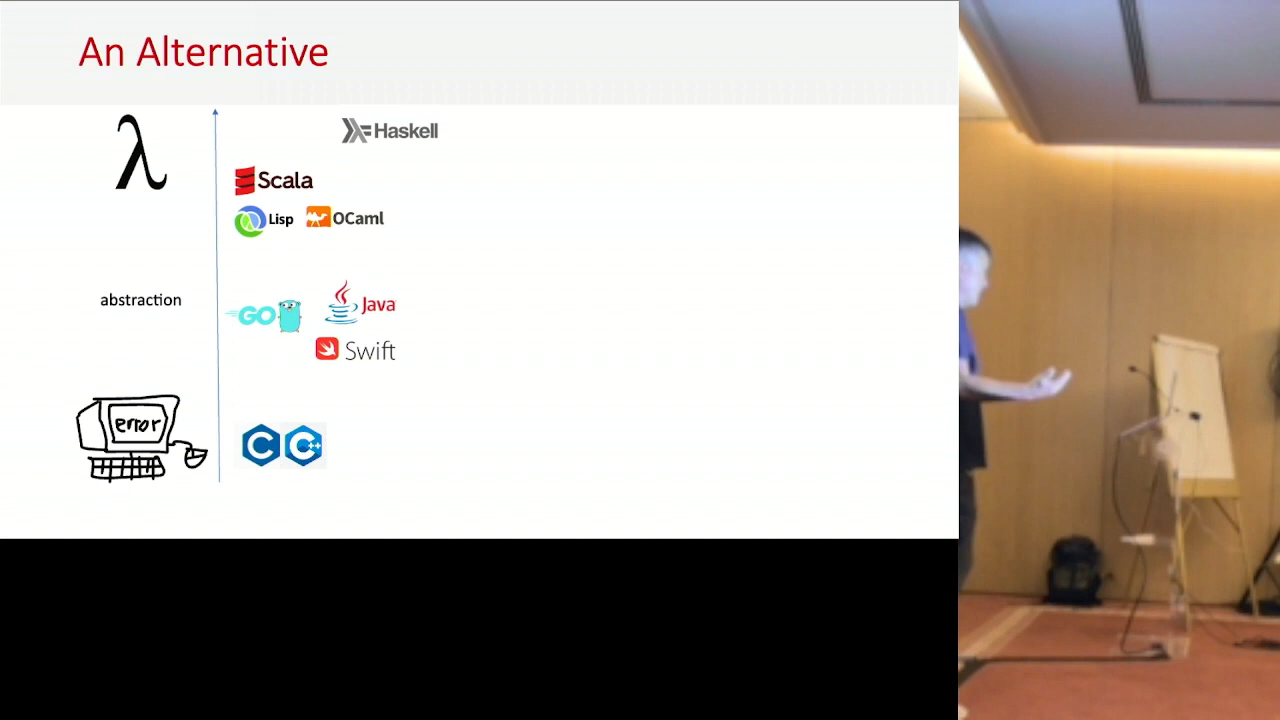 An Alternative
λ
Haskell
Scala
Lisp OCaml
abstraction
GO Java
Swift
error
C C++